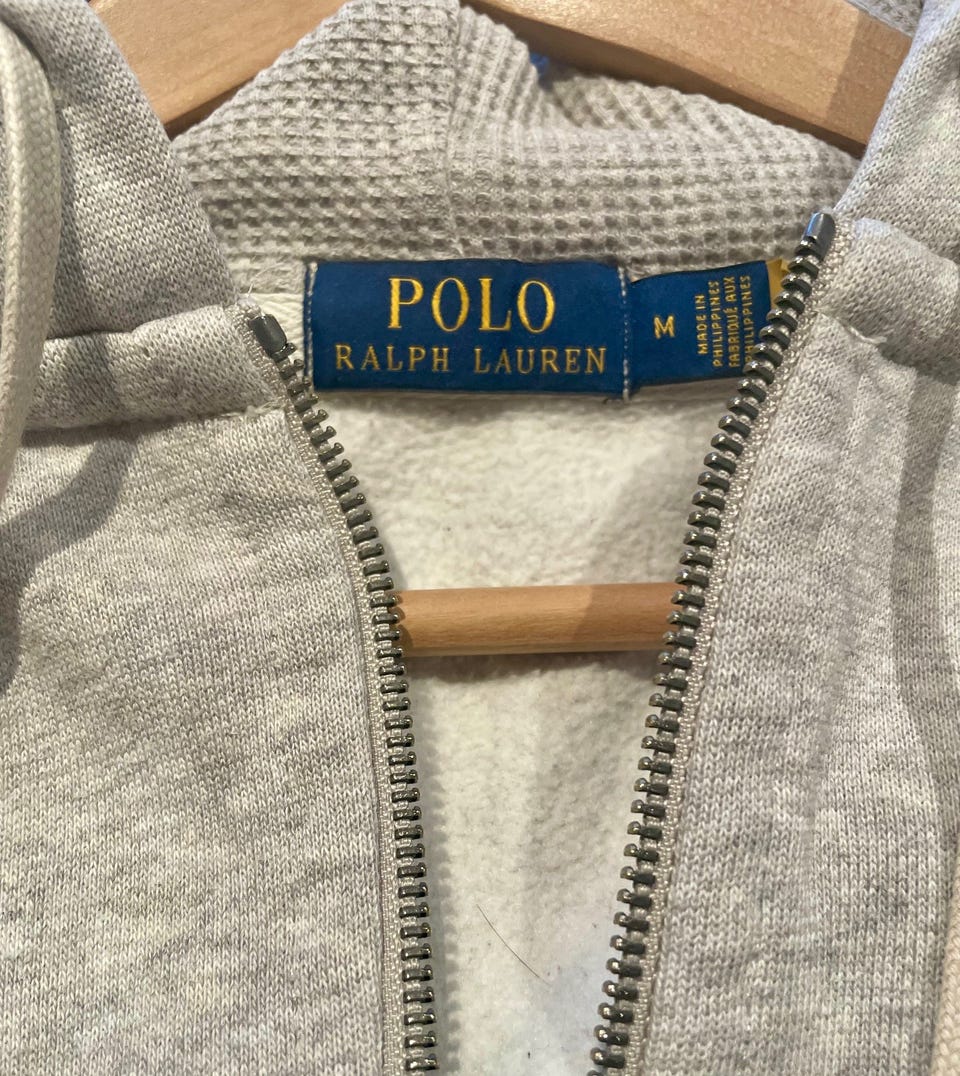 POLO
RALPH LAUREN
M
MADE IN
PHILIPPINES
FABRIQUÉ AUX
PHILIPPINES